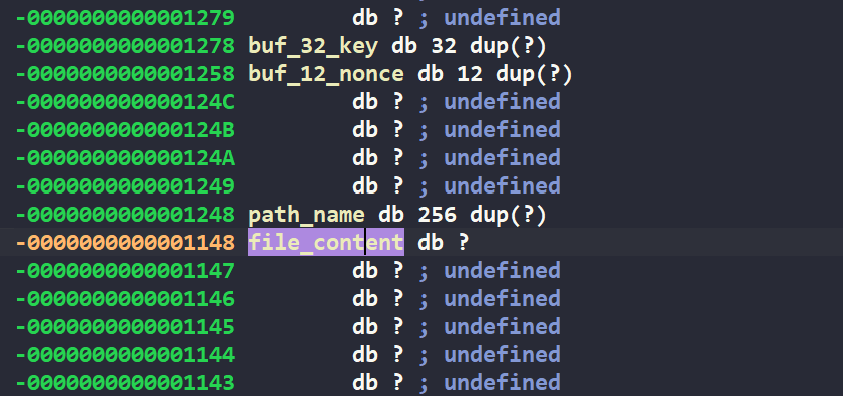 -0000000000001279 db ? ; undefined
-0000000000001278 buf_32_key db 32 dup(?)
-0000000000001258 buf_12_nonce db 12 dup(?)
-000000000000124C db ? ; undefined
-000000000000124B db ? ; undefined
-000000000000124A db ? ; undefined
-0000000000001249 db ? ; undefined
-0000000000001248 path_name db 256 dup(?)
-0000000000001148 file_content db ?
-0000000000001147 db ? ; undefined
-0000000000001146 db ? ; undefined
-0000000000001145 db ? ; undefined
-0000000000001144 db ? ; undefined
-0000000000001143 db ? ; undefined